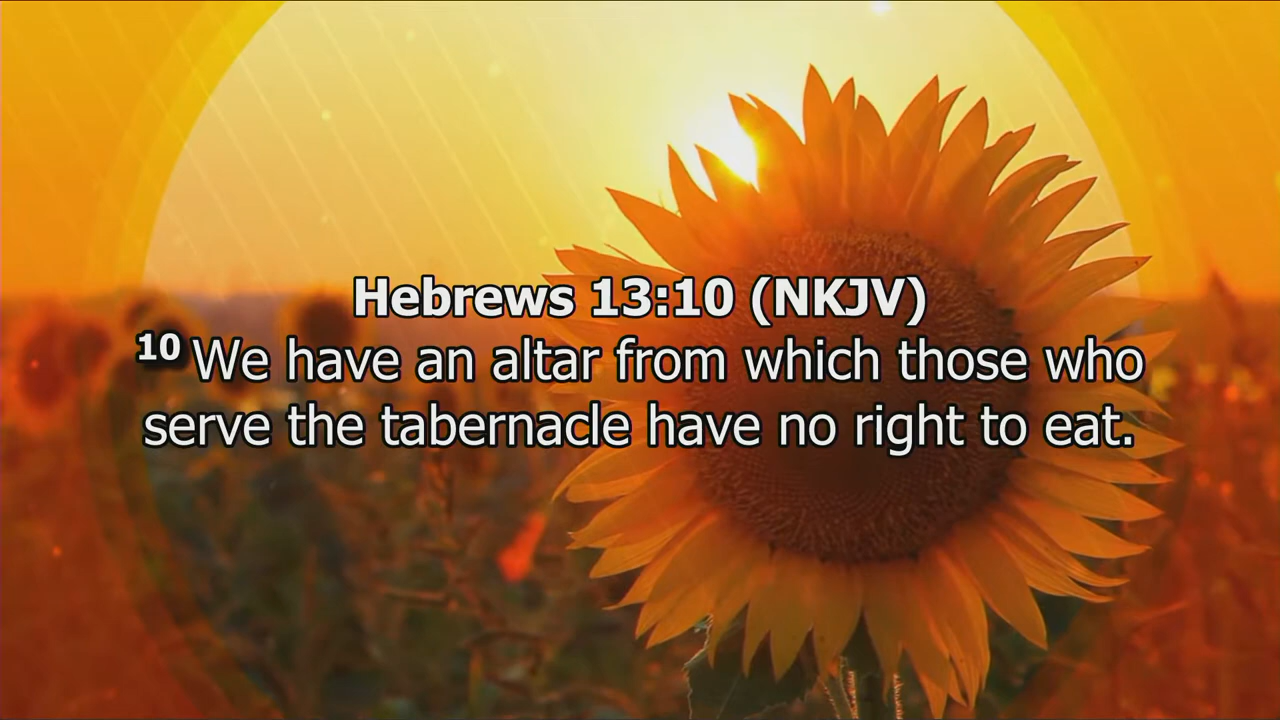 Hebrews 13:10 (NKJV)
10 We have an altar from which those who
serve the tabernacle have no right to eat.